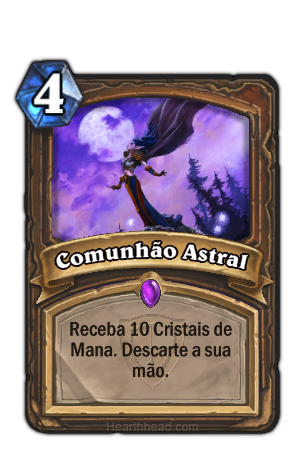 4
Comunhão Astral
Receba 10 Cristais de
Mana. Descarte a sua
mão.
Hearthhead.com